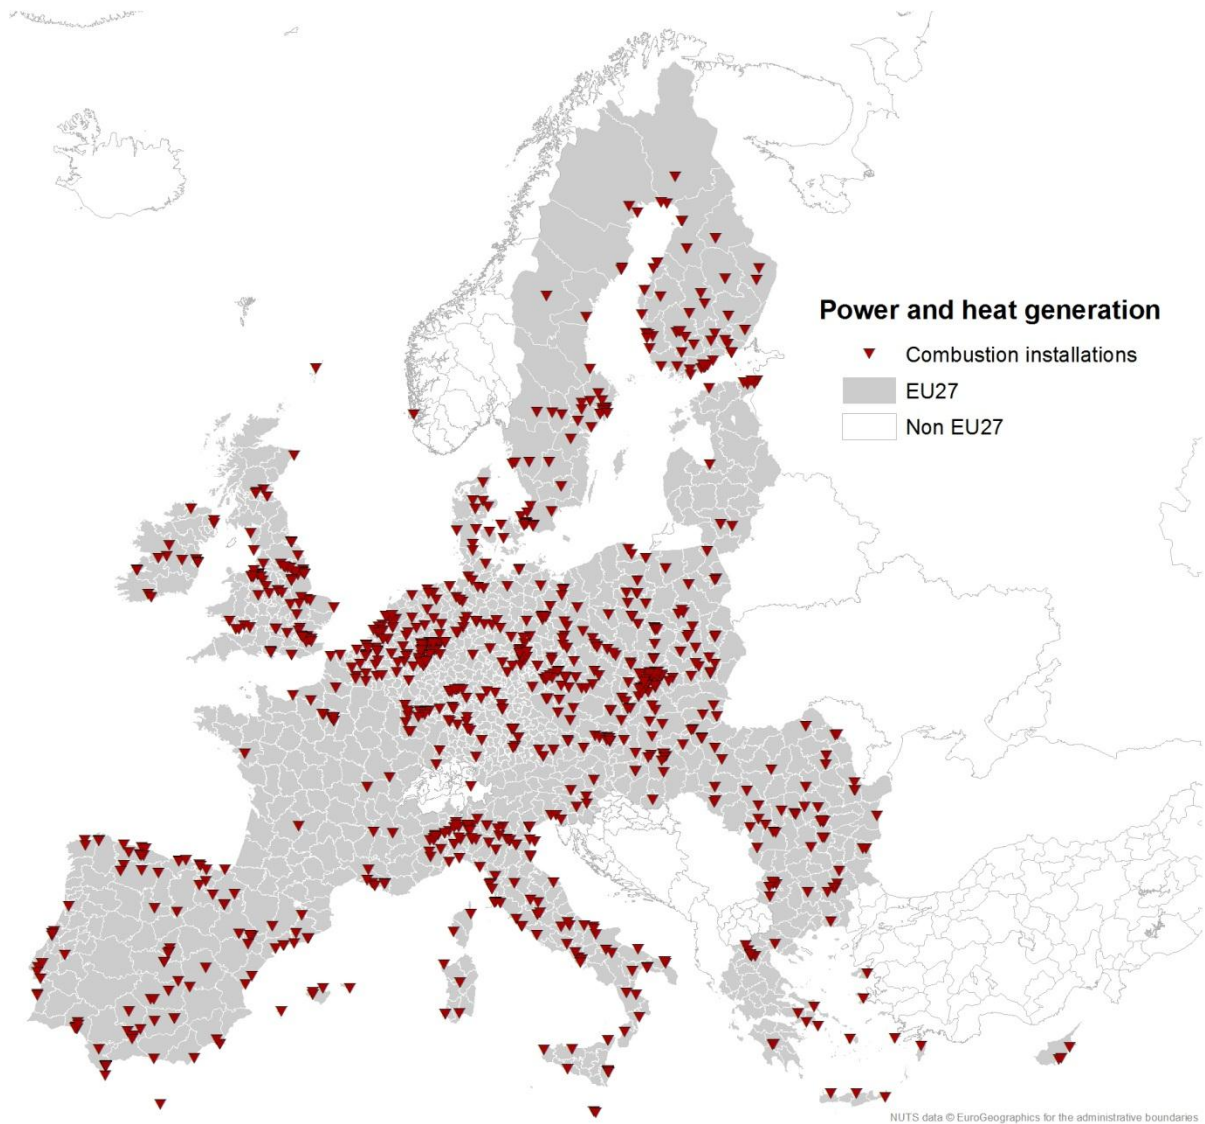 Power and heat generation
Combustion installations
EU27
Non EU27
NUTS data © EuroGeographics for the administrative boundaries